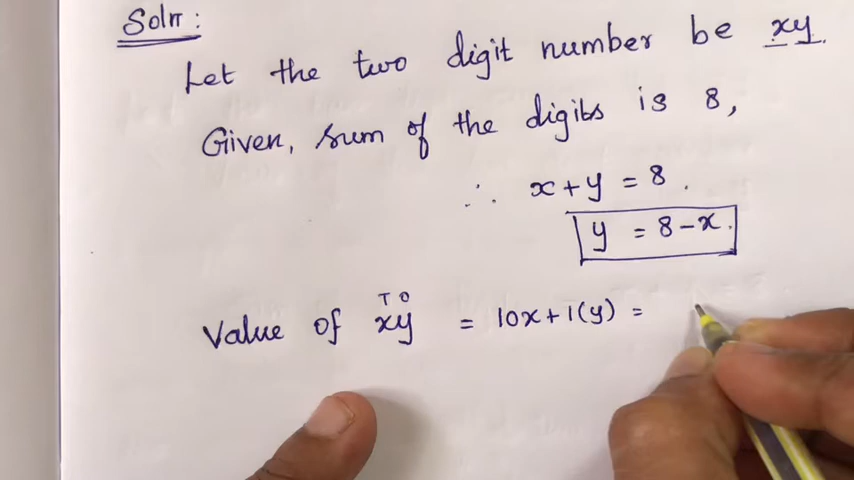 Soln:
Let the two digit number be xy.
Given, sum of the digits is 8,
∴ x+y = 8.
y = 8-x.
T O
Value of xy = 10x+1(y) =